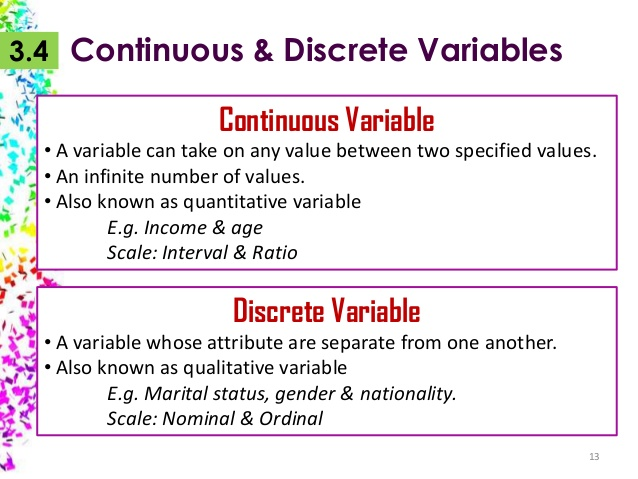 3.4 Continuous & Discrete Variables
Continuous Variable
• A variable can take on any value between two specified values.
• An infinite number of values.
• Also known as quantitative variable
E.g. Income & age
Scale: Interval & Ratio
Discrete Variable
• A variable whose attribute are separate from one another.
• Also known as qualitative variable
E.g. Marital status, gender & nationality.
Scale: Nominal & Ordinal
13